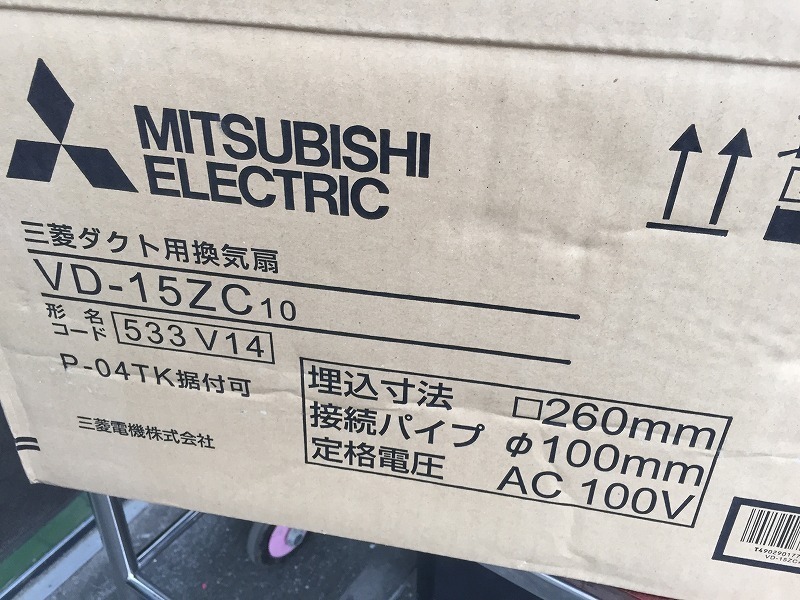 MITSUBISHI
ELECTRIC
三菱ダクト用換気扇
VD-15ZC10
形名
コード 533V14
P-04TK据付可
三菱電機株式会社
埋込寸法 □260mm
接続パイプ φ100mm
定格電圧 AC 100V